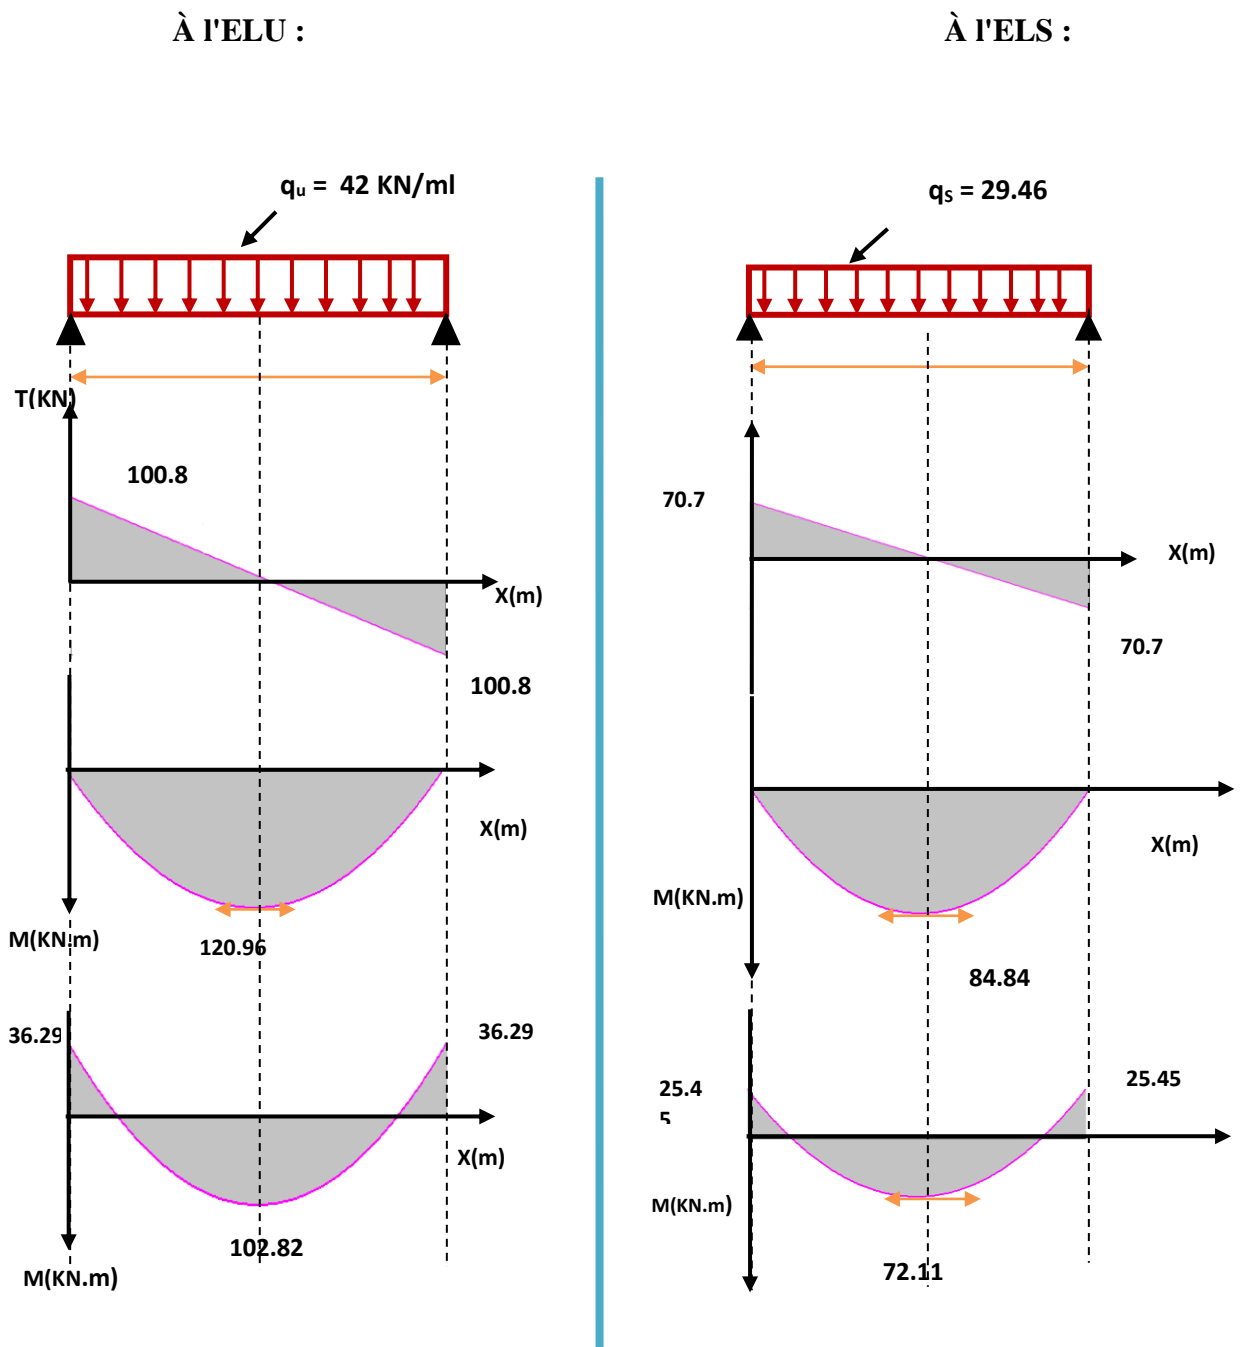 À l'ELU :
À l'ELS :
qu = 42 KN/ml
qS = 29.46
T(KN)
100.8
X(m)
100.8
X(m)
M(KN.m)
120.96
36.29
36.29
X(m)
102.82
M(KN.m)
70.7
X(m)
70.7
X(m)
M(KN.m)
84.84
25.4
5
25.45
M(KN.m)
72.11